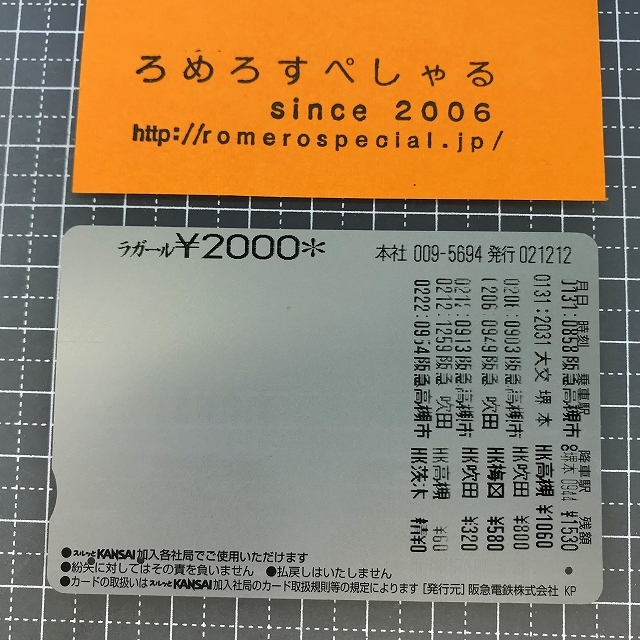 ろめろすぺしゃる
since 2006
http://romerospecial.jp/
ラガール¥2000* 本社 009-5694 発行 021212
月日 時刻 乗車駅 降車駅 残額
0131:0858阪急高槻市 堺本 0944 ¥1530
0131:2031大交 堺 本 HK高槻 ¥1060
0903阪急高槻市 HK吹田 ¥800
0206:0949阪急 吹田 HK梅田 ¥580
0913阪急高槻市 HK吹田 ¥320
0212:1259阪急 吹田 HK高槻 ¥60
0222:0954阪急高槻市 HK茨木 精¥0
●スルッとKANSAI加入各社局でご使用いただけます
●紛失に対してはその責を負いません ●払戻しはいたしません
●カードの取扱いはスルッとKANSAI加入社局のカード取扱規則等の規定によります [発行元] 阪急電鉄株式会社 KP